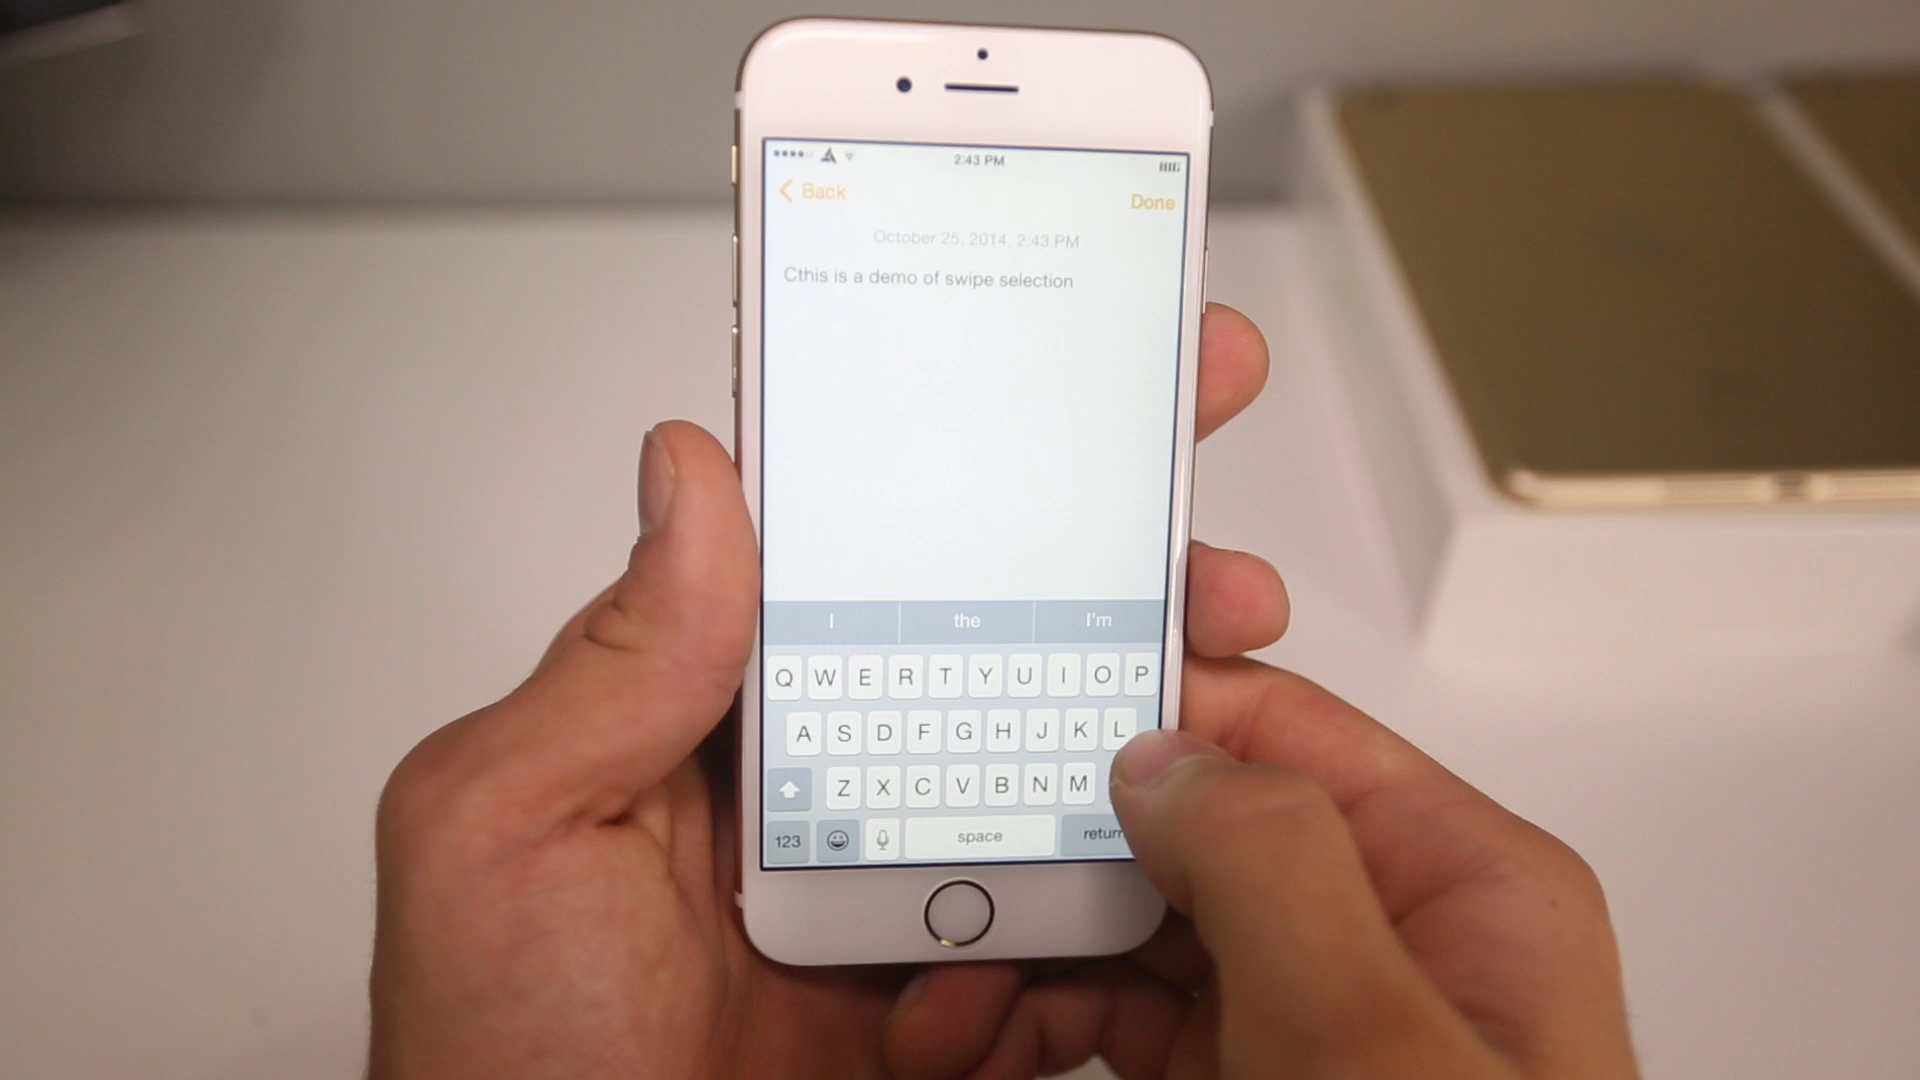 2:43 PM
Back
Done
October 25, 2014, 2:43 PM
Cthis is a demo of swipe selection
I the I'm
Q W E R T Y U I O P
A S D F G H J K L
Z X C V B N M
123 space return